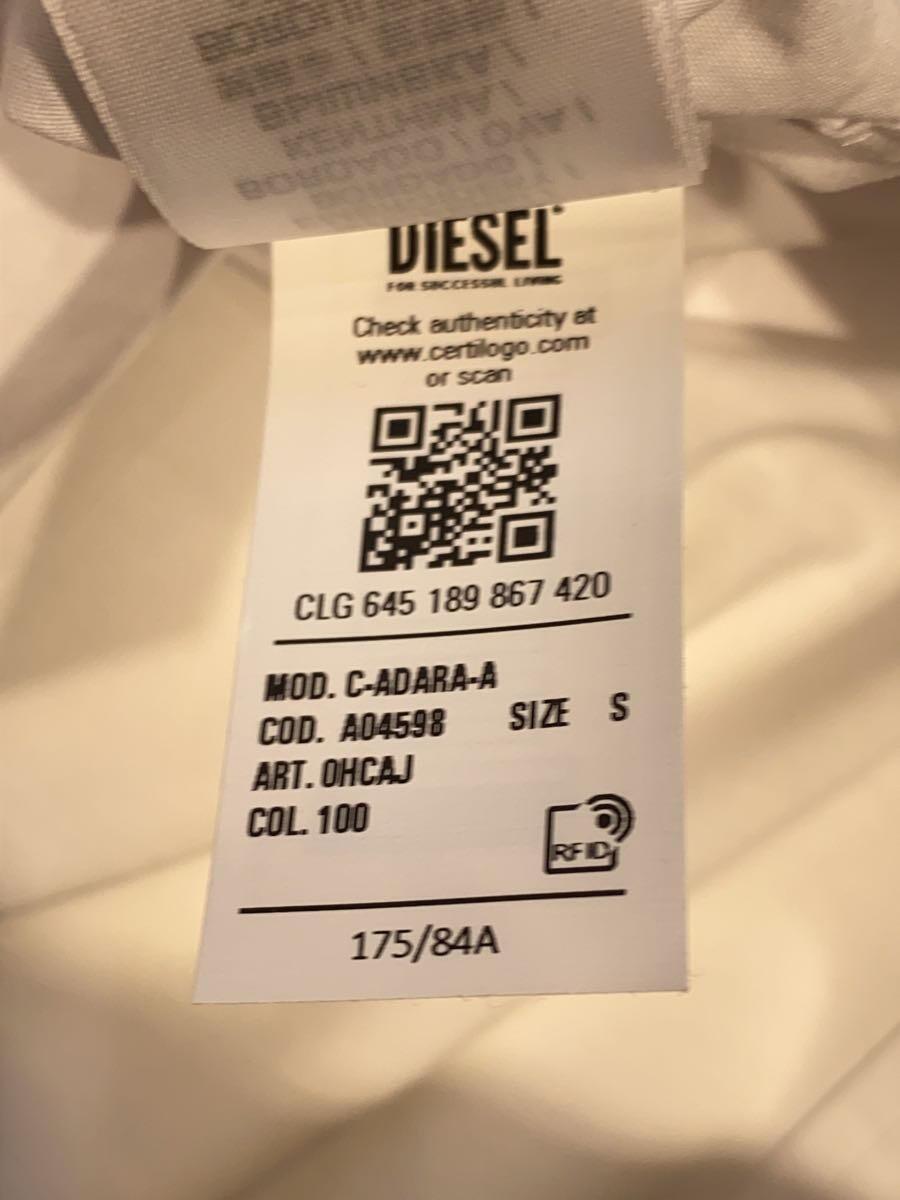 DIESEL
FOR SUCCESSFUL LIVING
Check authenticity at
www.certilogo.com
or scan
CLG 645 189 867 420
MOD. C-ADARA-A
COD. A04598 SIZE S
ART. 0HCAJ
COL. 100
RFID
175/84A